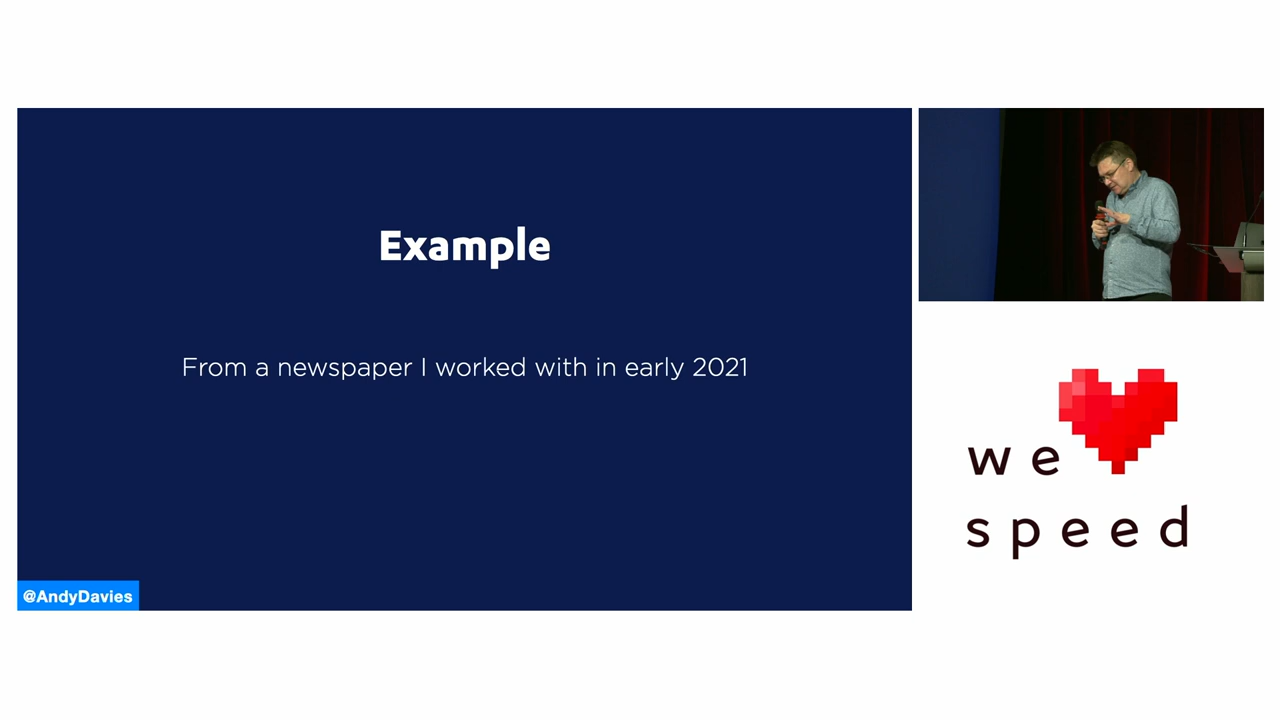 Example
From a newspaper I worked with in early 2021
@AndyDavies
we
speed